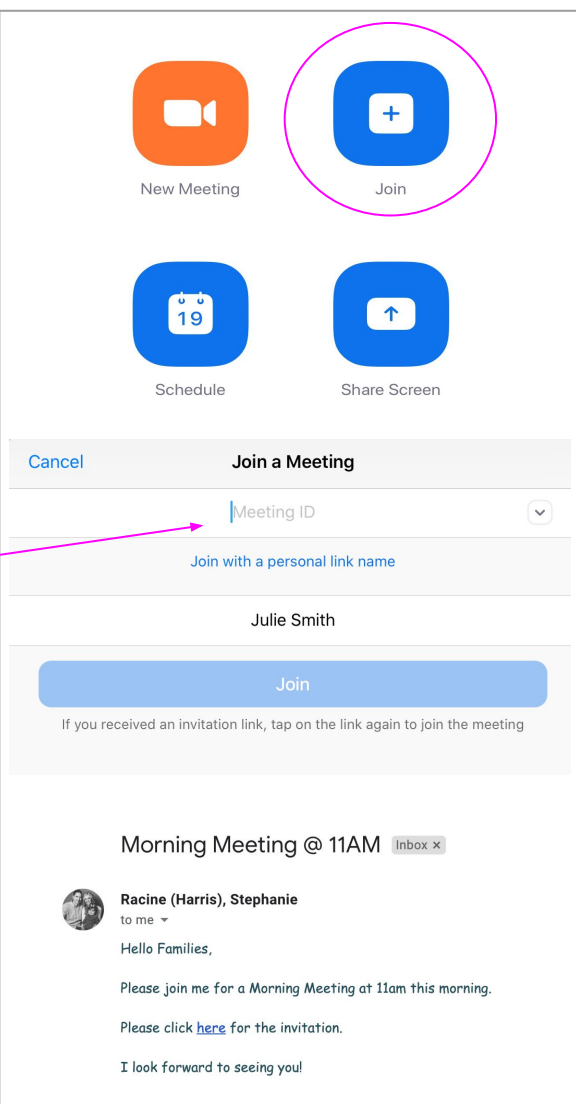 New Meeting
Join
19
Schedule
Share Screen
Cancel
Join a Meeting
Meeting ID
Join with a personal link name
Julie Smith
Join
If you received an invitation link, tap on the link again to join the meeting
Morning Meeting @ 11AM Inbox ×
Racine (Harris), Stephanie
to me
Hello Families,
Please join me for a Morning Meeting at 11am this morning.
Please click here for the invitation.
I look forward to seeing you!